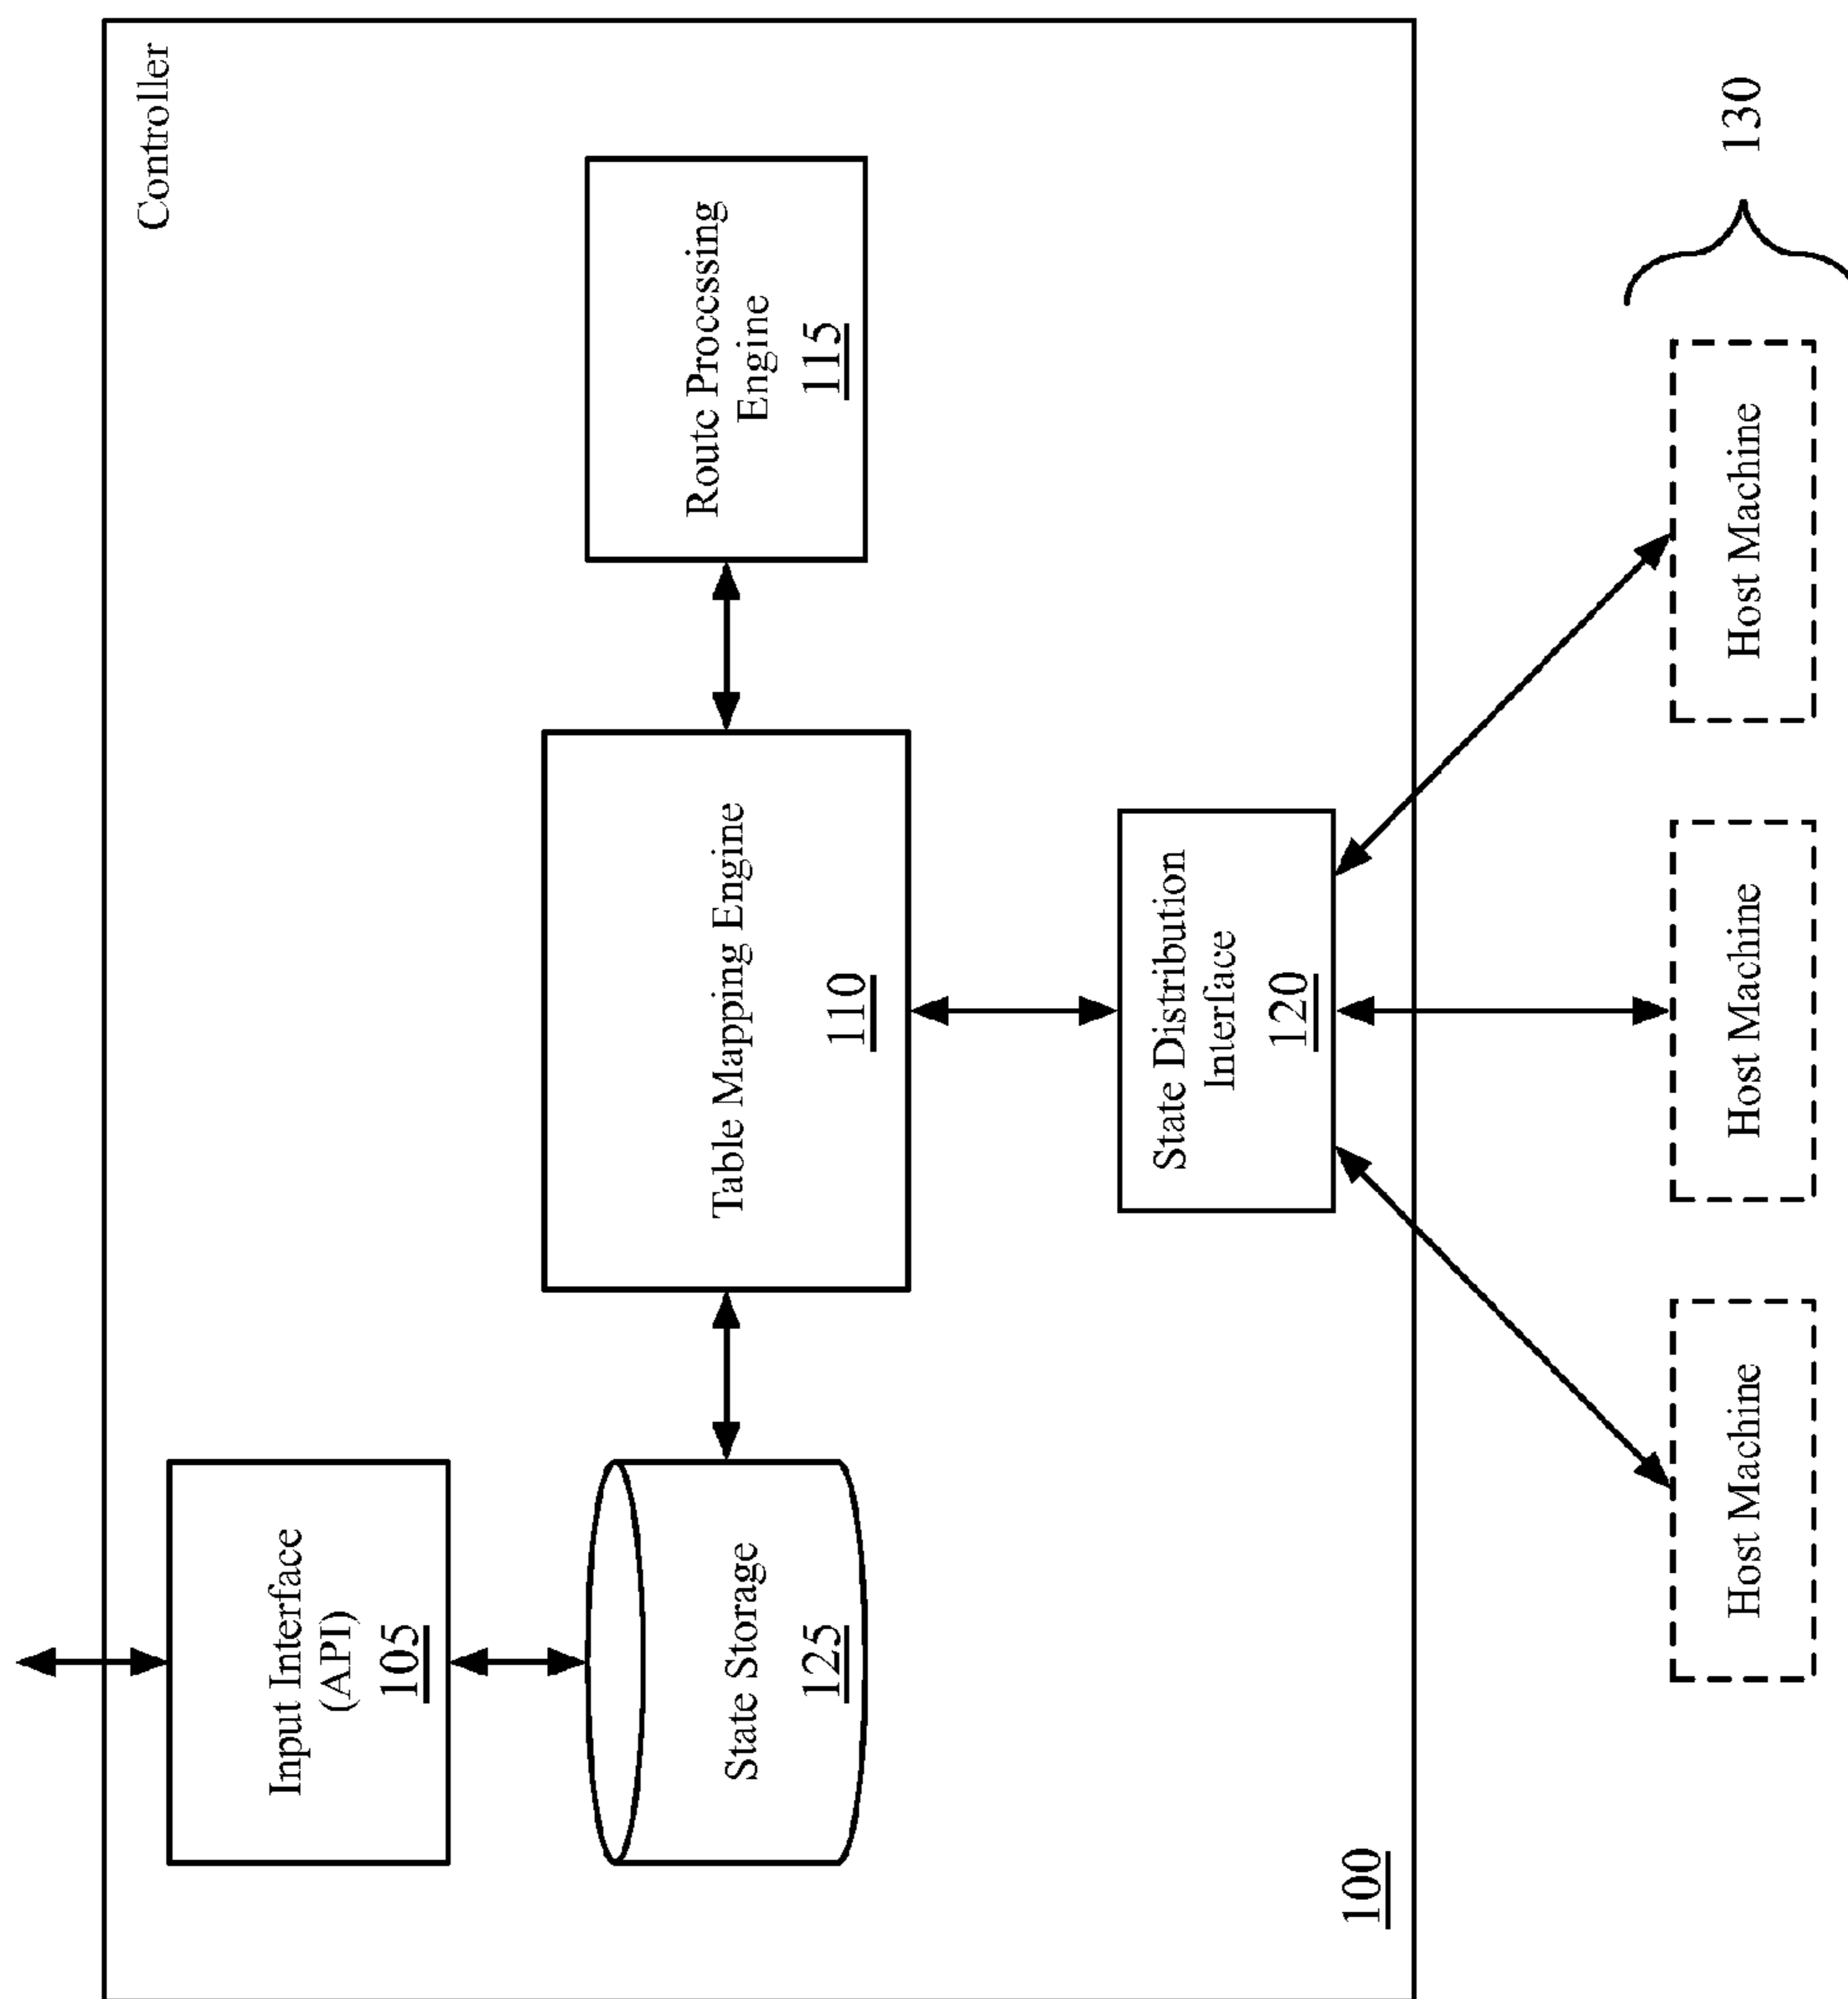 Controller
Input Interface
(API)
105
State Storage
125
Table Mapping Engine
110
Route Processing
Engine
115
State Distribution
Interface
120
100
Host Machine
Host Machine
Host Machine
130